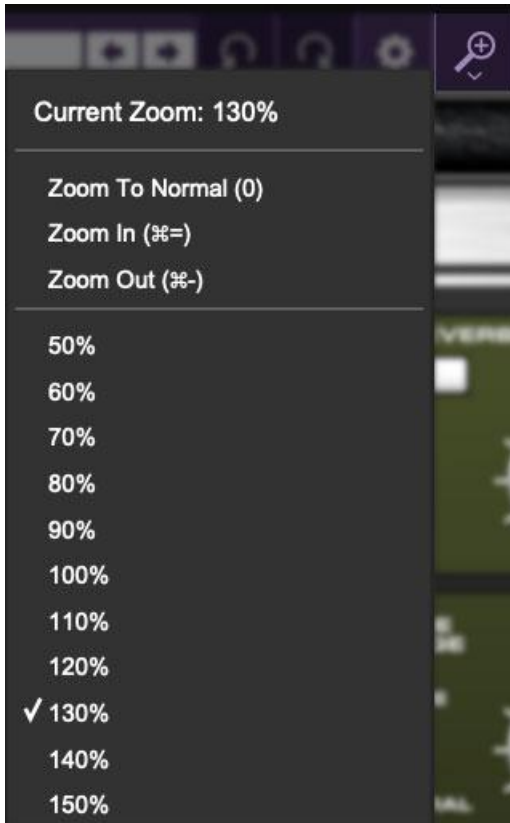 Current Zoom: 130%
Zoom To Normal (0)
Zoom In (⌘=)
Zoom Out (⌘-)
50%
60%
70%
80%
90%
100%
110%
120%
✓ 130%
140%
150%